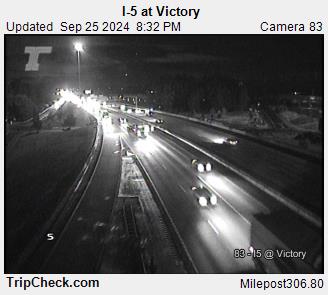 I-5 at Victory
Updated Sep 25 2024 8:32 PM Camera 83
T
S
83 - I5 @ Victory
TripCheck.com Milepost306.80